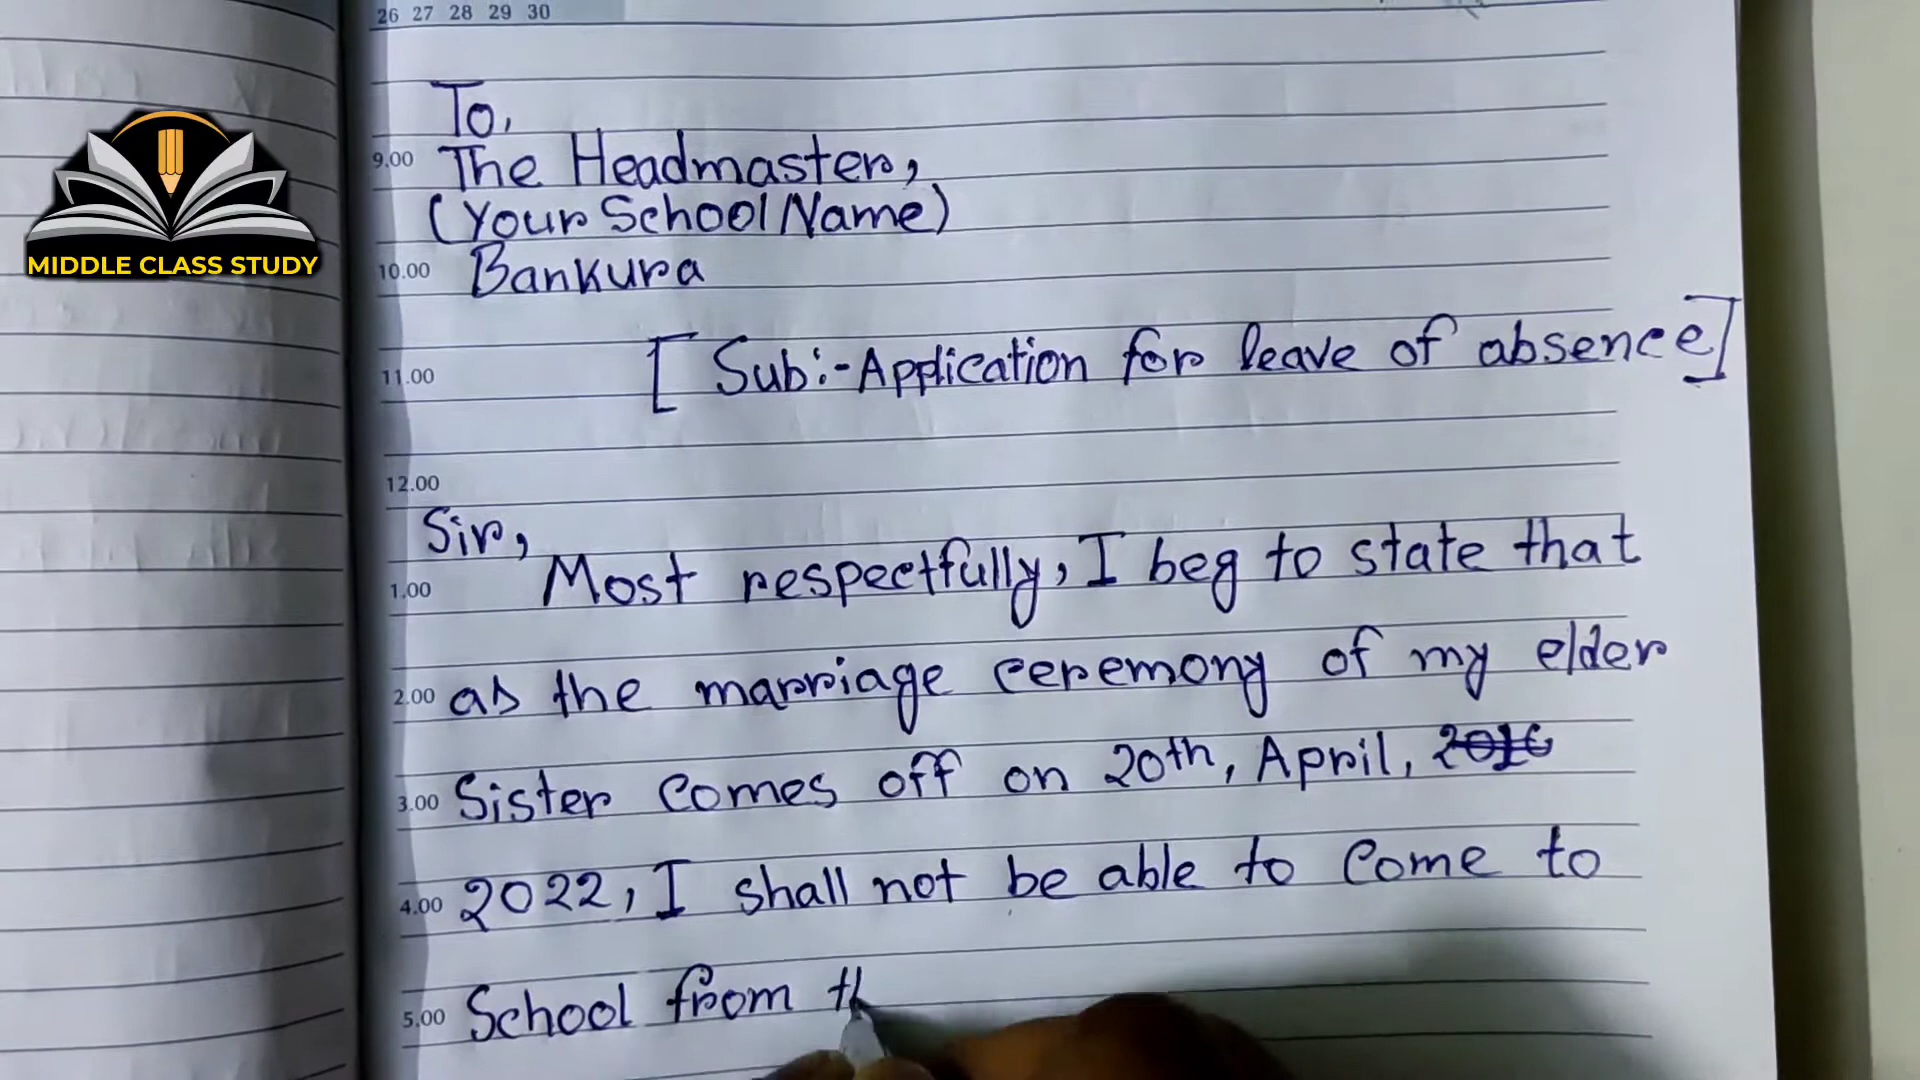 26 27 28 29 30
To,
9.00 The Headmaster,
(Your School Name)
10.00 Bankura
11.00 [Sub:-Application for leave of absence]
12.00
Sir,
1.00 Most respectfully, I beg to state that
2.00 as the marriage ceremony of my elder
3.00 Sister comes off on 20th, April, 2016
4.00 2022, I shall not be able to come to
5.00 School from th
MIDDLE CLASS STUDY